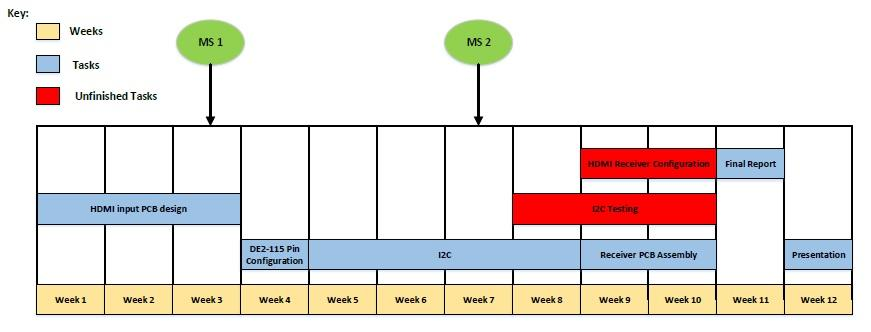 Key:
Weeks
Tasks
Unfinished Tasks
MS 1
MS 2
HDMI Receiver Configuration
Final Report
HDMI input PCB design
I2C Testing
DE2-115 Pin
Configuration
I2C
Receiver PCB Assembly
Presentation
Week 1
Week 2
Week 3
Week 4
Week 5
Week 6
Week 7
Week 8
Week 9
Week 10
Week 11
Week 12